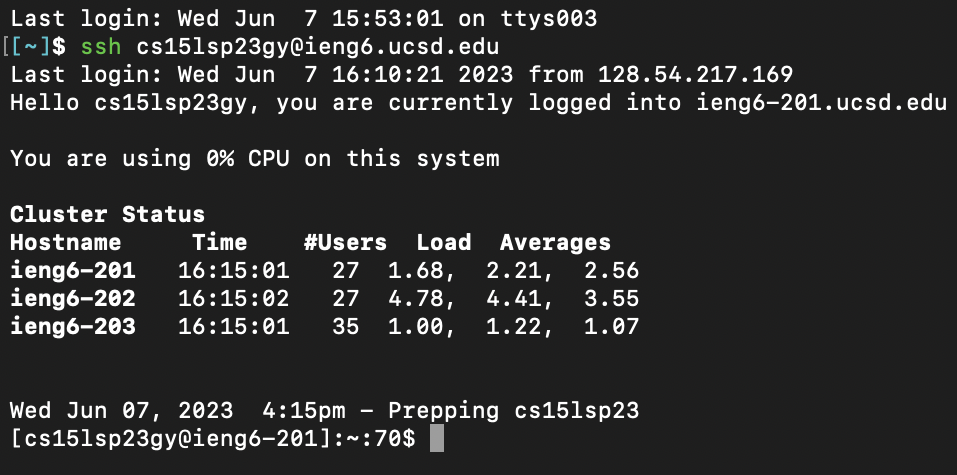 Last login: Wed Jun  7 15:53:01 on ttys003
[[~]$ ssh cs15lsp23gy@ieng6.ucsd.edu
Last login: Wed Jun  7 16:10:21 2023 from 128.54.217.169
Hello cs15lsp23gy, you are currently logged into ieng6-201.ucsd.edu
You are using 0% CPU on this system
Cluster Status
Hostname     Time    #Users  Load  Averages
ieng6-201   16:15:01   27  1.68,  2.21,  2.56
ieng6-202   16:15:02   27  4.78,  4.41,  3.55
ieng6-203   16:15:01   35  1.00,  1.22,  1.07
Wed Jun 07, 2023  4:15pm - Prepping cs15lsp23
[cs15lsp23gy@ieng6-201]:~:70$